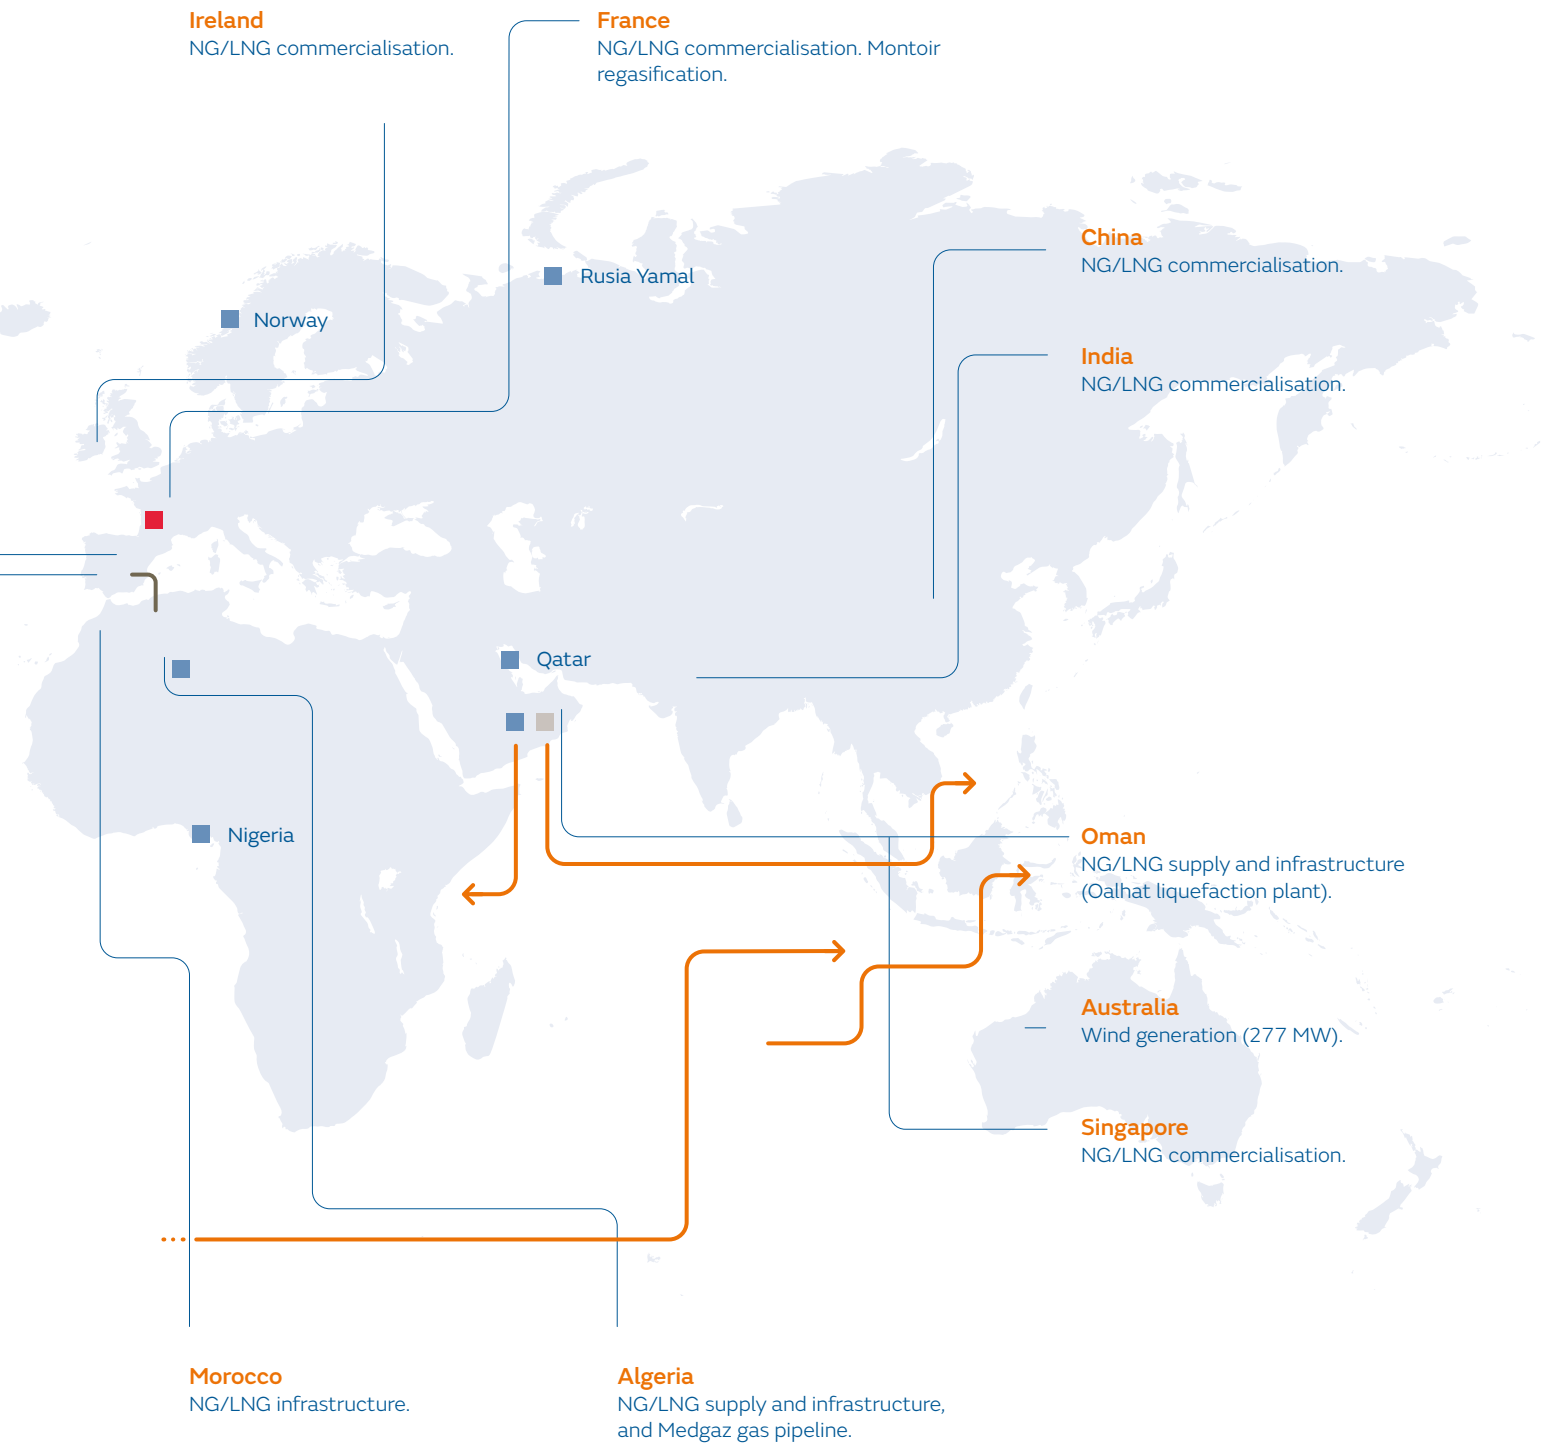 Ireland
NG/LNG commercialisation.
France
NG/LNG commercialisation. Montoir
regasification.
China
NG/LNG commercialisation.
Rusia Yamal
Norway
India
NG/LNG commercialisation.
Qatar
Nigeria
Oman
NG/LNG supply and infrastructure
(Oalhat liquefaction plant).
Australia
Wind generation (277 MW).
Singapore
NG/LNG commercialisation.
Morocco
NG/LNG infrastructure.
Algeria
NG/LNG supply and infrastructure,
and Medgaz gas pipeline.